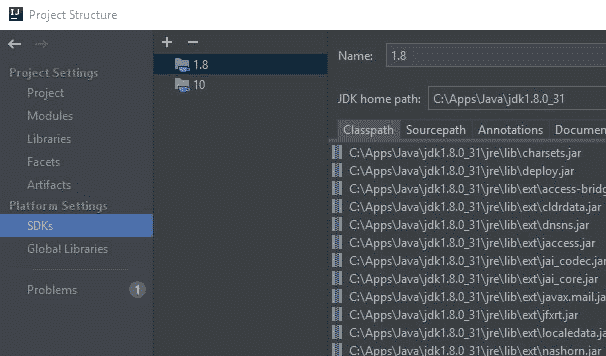 IJ Project Structure
Project Settings
Project
Modules
Libraries
Facets
Artifacts
Platform Settings
SDKs
Global Libraries
Problems 1
1.8
10
Name: 1.8
JDK home path: C:\Apps\Java\jdk1.8.0_31
Classpath Sourcepath Annotations Documen
C:\Apps\Java\jdk1.8.0_31\jre\lib\charsets.jar
C:\Apps\Java\jdk1.8.0_31\jre\lib\deploy.jar
C:\Apps\Java\jdk1.8.0_31\jre\lib\ext\access-bridg
C:\Apps\Java\jdk1.8.0_31\jre\lib\ext\cldrdata.jar
C:\Apps\Java\jdk1.8.0_31\jre\lib\ext\dnsns.jar
C:\Apps\Java\jdk1.8.0_31\jre\lib\ext\jaccess.jar
C:\Apps\Java\jdk1.8.0_31\jre\lib\ext\jai_codec.jar
C:\Apps\Java\jdk1.8.0_31\jre\lib\ext\jai_core.jar
C:\Apps\Java\jdk1.8.0_31\jre\lib\ext\javax.mail.ja
C:\Apps\Java\jdk1.8.0_31\jre\lib\ext\jfxrt.jar
C:\Apps\Java\jdk1.8.0_31\jre\lib\ext\localedata.ja
C:\Apps\Java\jdk1.8.0_31\jre\lib\ext\nashorn.jar